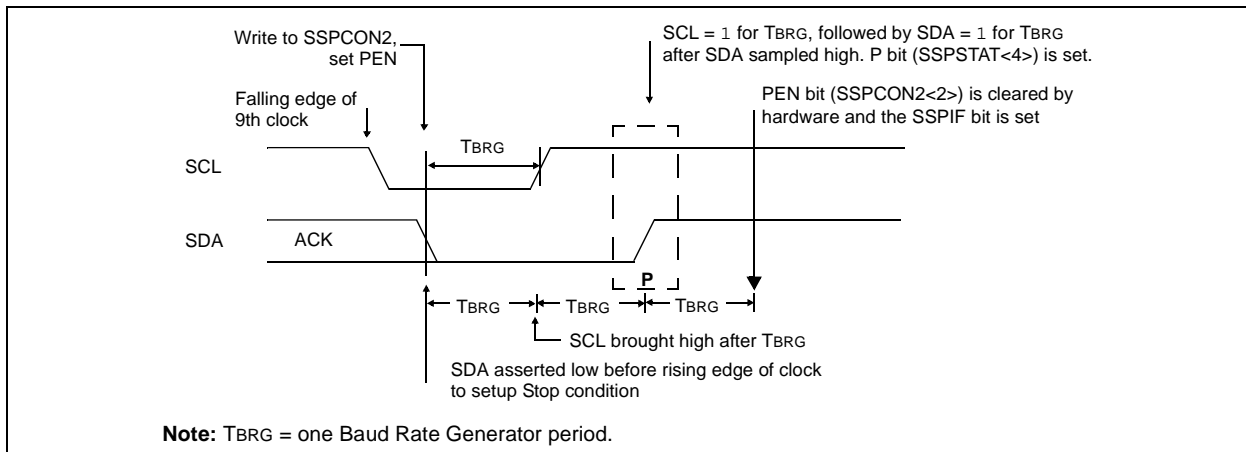 SCL = 1 for TBRG, followed by SDA = 1 for TBRG
after SDA sampled high. P bit (SSPSTAT<4>) is set.
Write to SSPCON2,
set PEN
PEN bit (SSPCON2<2>) is cleared by
hardware and the SSPIF bit is set
Falling edge of
9th clock
TBRG
SCL
SDA
ACK
P
TBRG
TBRG
TBRG
SCL brought high after TBRG
SDA asserted low before rising edge of clock
to setup Stop condition
Note: TBRG = one Baud Rate Generator period.